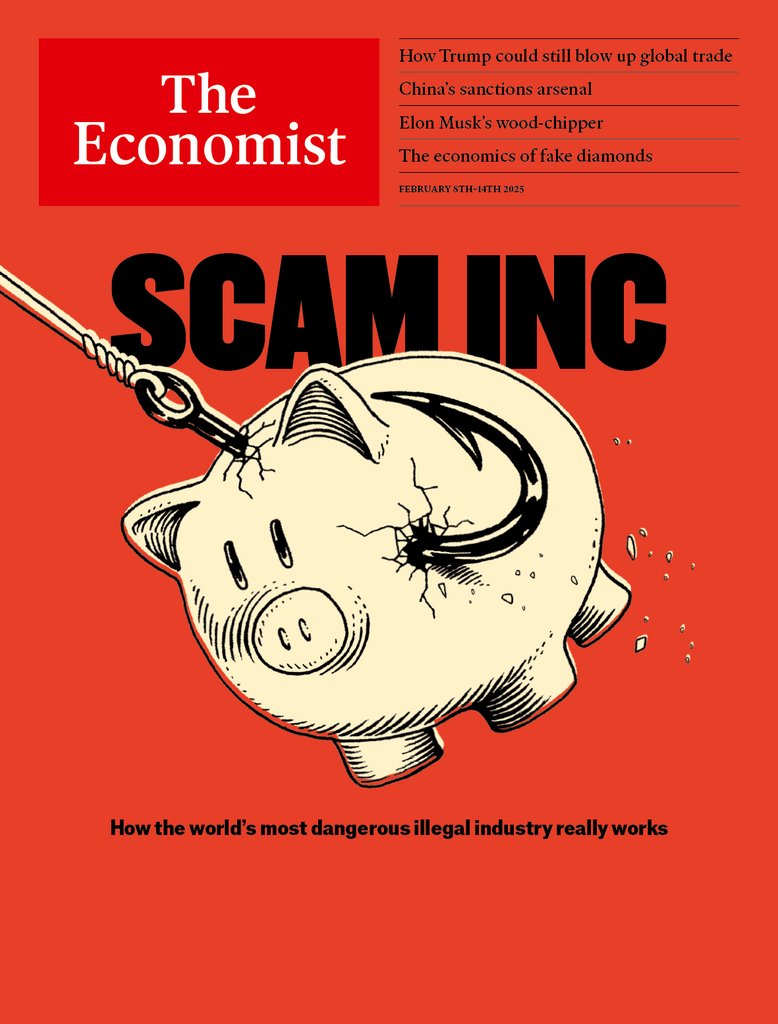 The
Economist
How Trump could still blow up global trade
China’s sanctions arsenal
Elon Musk’s wood-chipper
The economics of fake diamonds
FEBRUARY 8TH–14TH 2025
SCAM INC
How the world’s most dangerous illegal industry really works